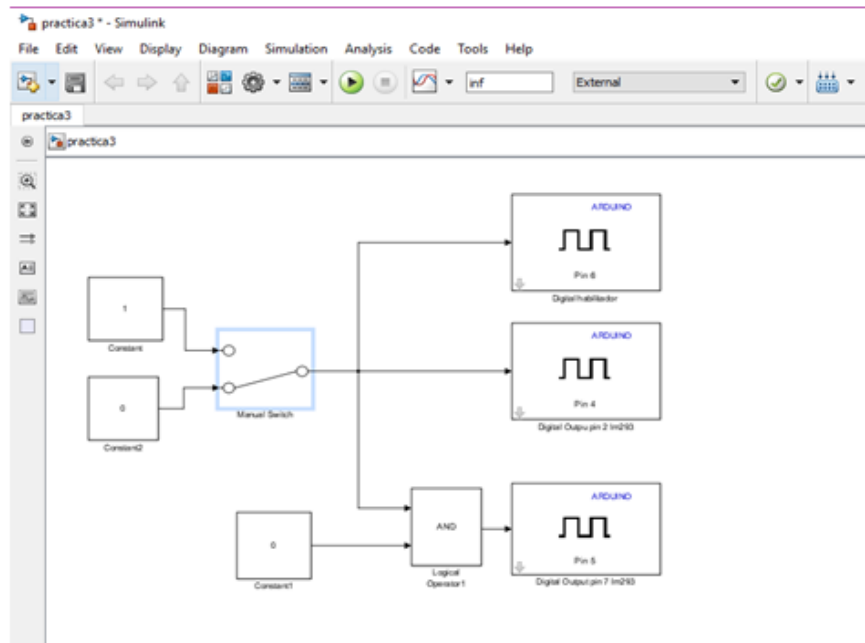 practica3 * - Simulink
File Edit View Display Diagram Simulation Analysis Code Tools Help
inf External
practica3
practica3
ARDUINO
Pin 6
Digital habilitador
1
Constant
ARDUINO
Pin 4
Digital Outpu pin 2 lm293
0
Constant2
Manual Switch
ARDUINO
Pin 5
Digital Output pin 7 lm293
AND
Logical
Operator1
0
Constant1